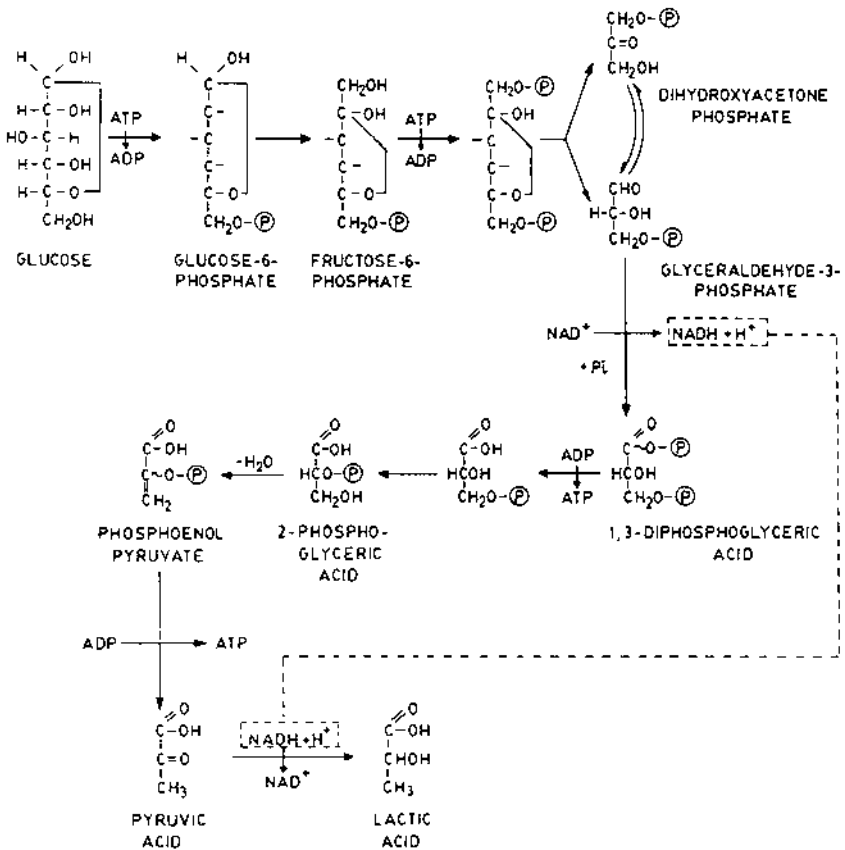 H OH
C
H-C-OH
HO-C-H
H-C-OH
H-C-O
CH2OH
GLUCOSE
ATP
ADP
H OH
C
C
C
C
C-O
CH2O-P
GLUCOSE-6-
PHOSPHATE
CH2OH
C OH
C
C
C-O
CH2O-P
FRUCTOSE-6-
PHOSPHATE
ATP
ADP
CH2O-P
C OH
C
C
C-O
CH2O-P
CH2O-P
C=O
CH2OH
DIHYDROXYACETONE
PHOSPHATE
CHO
H-C-OH
CH2O-P
GLYCERALDEHYDE-3-
PHOSPHATE
NAD+
NADH + H+
+ Pi
O
C~O-P
HCOH
CH2O-P
1,3-DIPHOSPHOGLYCERIC
ACID
ADP
ATP
O
C-OH
HCOH
CH2O-P
O
C-OH
HCO-P
CH2OH
2-PHOSPHO-
GLYCERIC
ACID
-H2O
O
C-OH
C~O-P
CH2
PHOSPHOENOL
PYRUVATE
ADP
ATP
O
C-OH
C=O
CH3
PYRUVIC
ACID
NADH + H+
NAD+
O
C-OH
CHOH
CH3
LACTIC
ACID